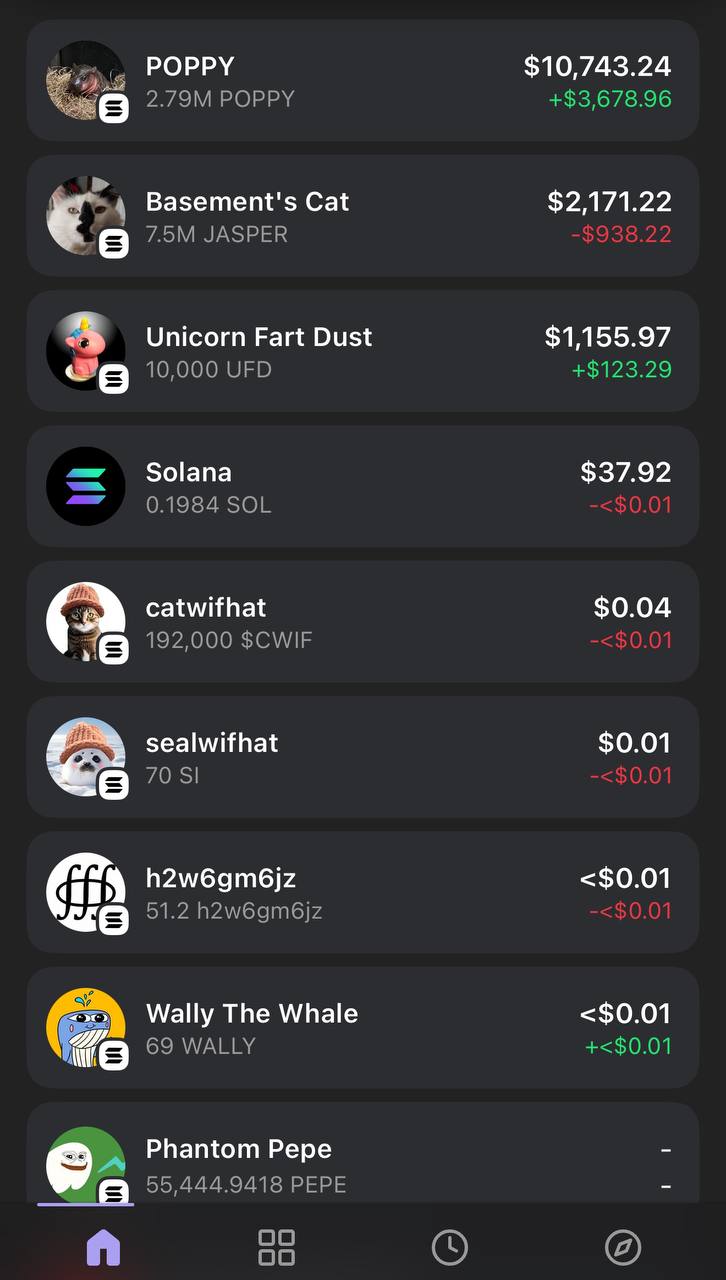 POPPY
$10,743.24
2.79M POPPY
+$3,678.96
Basement's Cat
$2,171.22
7.5M JASPER
-$938.22
Unicorn Fart Dust
$1,155.97
10,000 UFD
+$123.29
Solana
$37.92
0.1984 SOL
-<$0.01
catwifhat
$0.04
192,000 $CWIF
-<$0.01
sealwifhat
$0.01
70 SI
-<$0.01
h2w6gm6jz
<$0.01
51.2 h2w6gm6jz
-<$0.01
Wally The Whale
<$0.01
69 WALLY
+<$0.01
Phantom Pepe
-
55,444.9418 PEPE
-